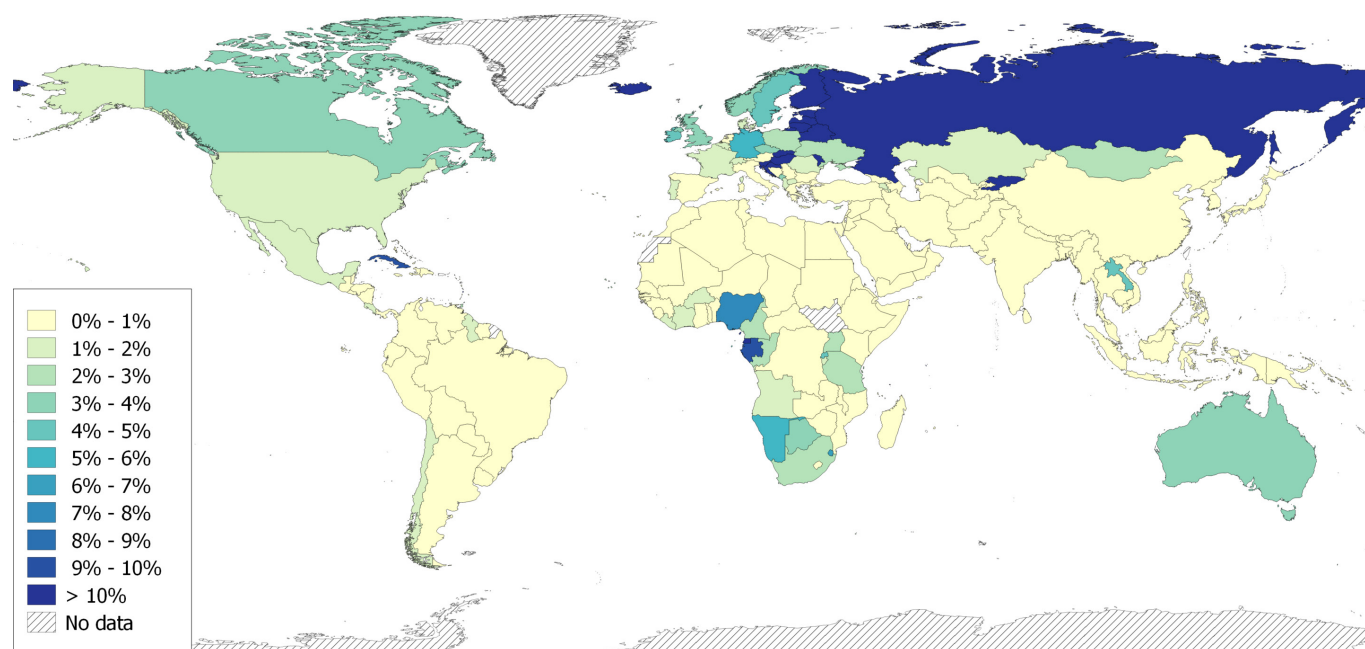 0% - 1%
1% - 2%
2% - 3%
3% - 4%
4% - 5%
5% - 6%
6% - 7%
7% - 8%
8% - 9%
9% - 10%
> 10%
No data